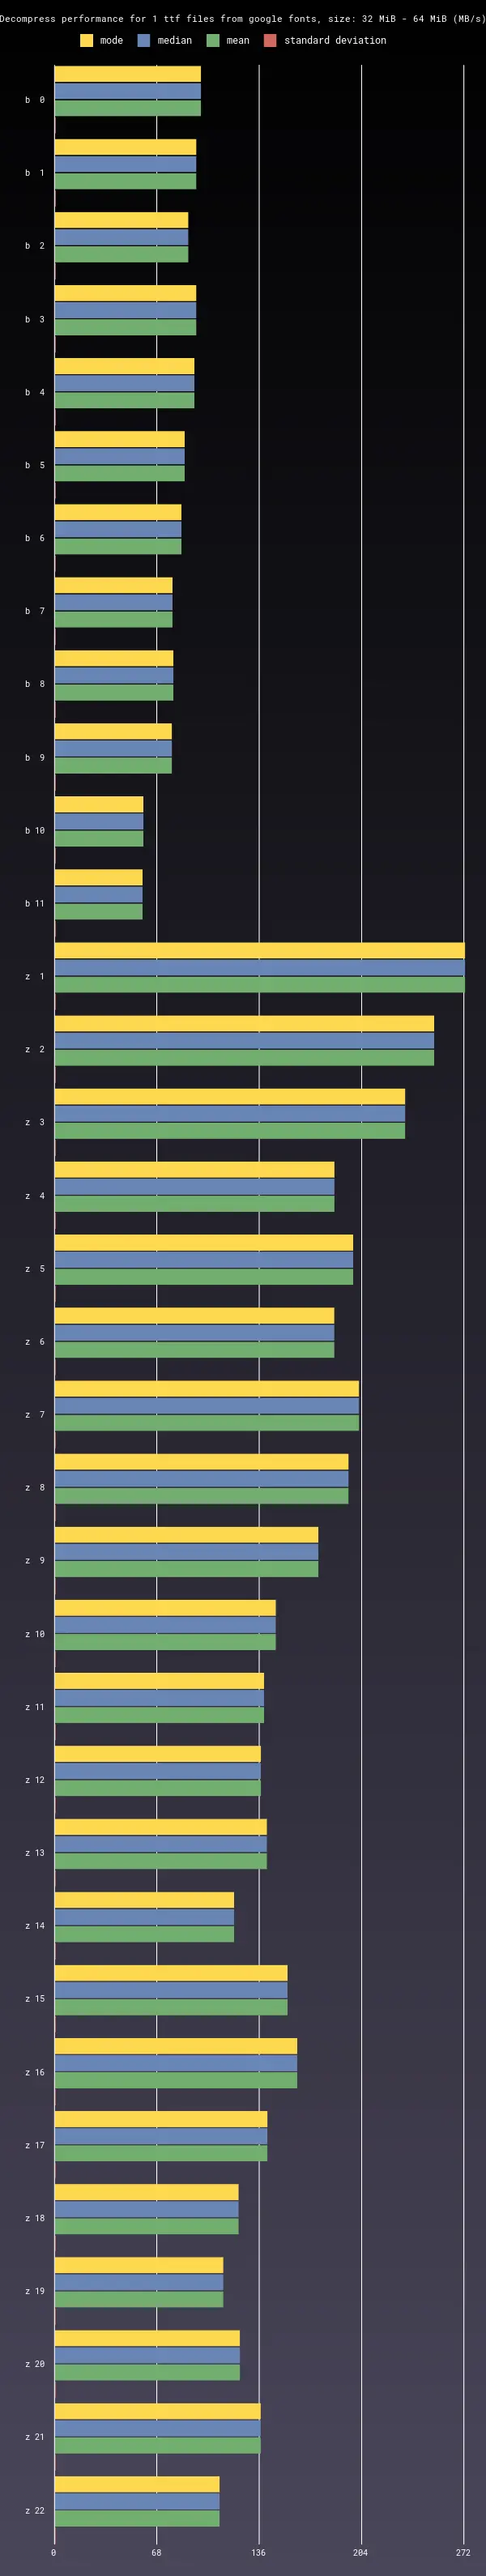 Decompress performance for 1 ttf files from google fonts, size: 32 MiB - 64 MiB (MB/s)
mode median mean standard deviation
b 0
b 1
b 2
b 3
b 4
b 5
b 6
b 7
b 8
b 9
b 10
b 11
z 1
z 2
z 3
z 4
z 5
z 6
z 7
z 8
z 9
z 10
z 11
z 12
z 13
z 14
z 15
z 16
z 17
z 18
z 19
z 20
z 21
z 22
0 68 136 204 272